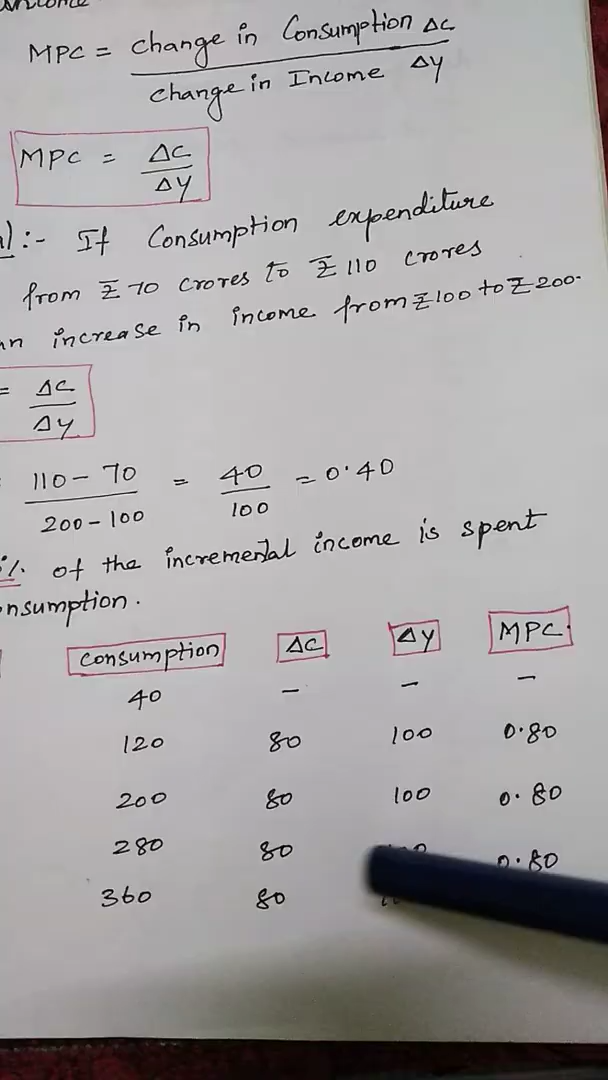 MPC = Change in Consumption ΔC
Change in Income ΔY
MPC = ΔC
ΔY
:- If Consumption expenditure
from ₹70 crores to ₹110 crores
increase in income from ₹100 to ₹200.
= ΔC
ΔY
110 - 70 = 40 = 0.40
200 - 100 100
% of the incremental income is spent
Consumption ΔC ΔY MPC
40 - - -
120 80 100 0.80
200 80 100 0.80
280 80 0.80
360 80